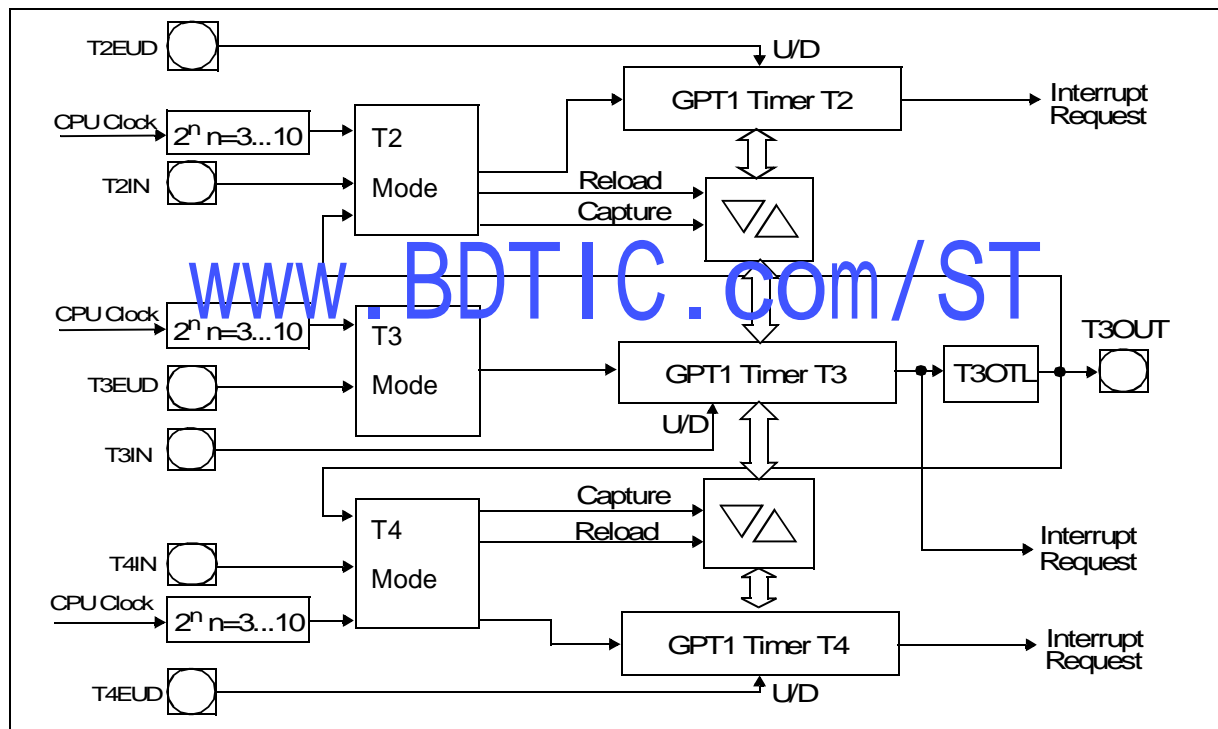 T2EUD
U/D
GPT1 Timer T2
Interrupt
Request
CPU Clock
2ⁿ n=3...10
T2
Mode
T2IN
Reload
Capture
www.BDTIC.com/ST
CPU Clock
2ⁿ n=3...10
T3
Mode
T3OUT
GPT1 Timer T3
T3OTL
T3EUD
U/D
T3IN
Capture
T4
Mode
Reload
Interrupt
Request
T4IN
CPU Clock
2ⁿ n=3...10
GPT1 Timer T4
Interrupt
Request
T4EUD
U/D